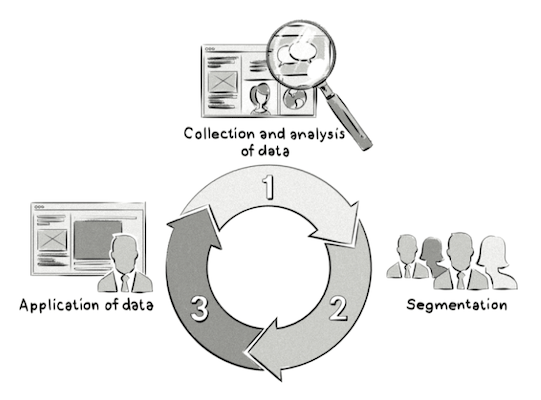 Collection and analysis
of data
1
Application of data
3
2
Segmentation